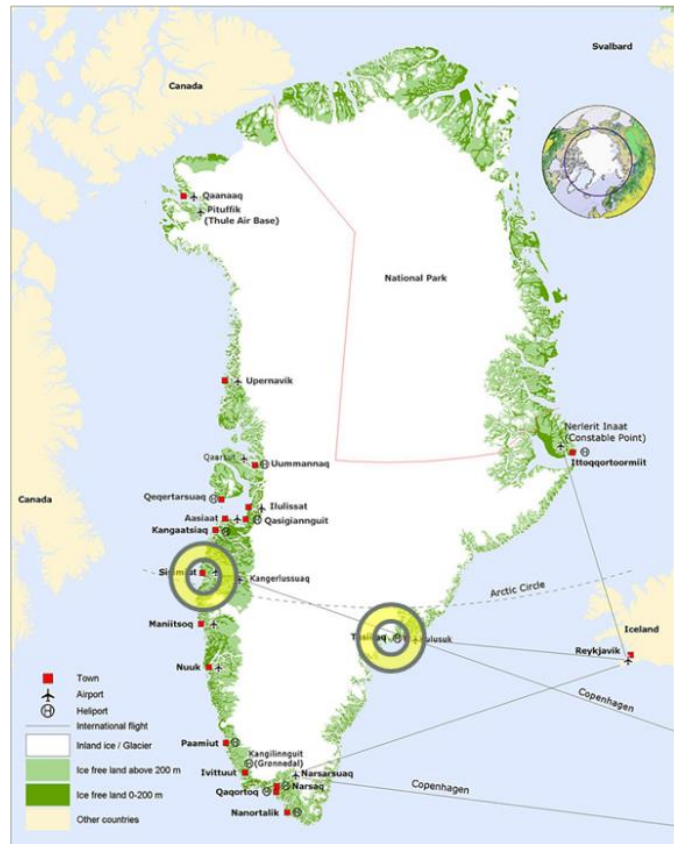 Svalbard
Canada
Qaanaaq
Pituffik
(Thule Air Base)
National Park
Upernavik
Nerlerit Inaat
(Constable Point)
Ittoqqortoormiit
Qaarsut
Uummannaq
Qeqertarsuaq
Ilulissat
Canada
Aasiaat
Qasigiannguit
Kangaatsiaq
Kangerlussuaq
Arctic Circle
Maniitsoq
Iceland
Reykjavik
Nuuk
Copenhagen
Town
Airport
Heliport
International flight
Inland ice / Glacier
Ice free land above 200 m
Ice free land 0-200 m
Other countries
Paamiut
Kangilinnguit
(Grønnedal)
Ivittuut
Narsarsuaq
Narsaq
Qaqortoq
Copenhagen
Nanortalik